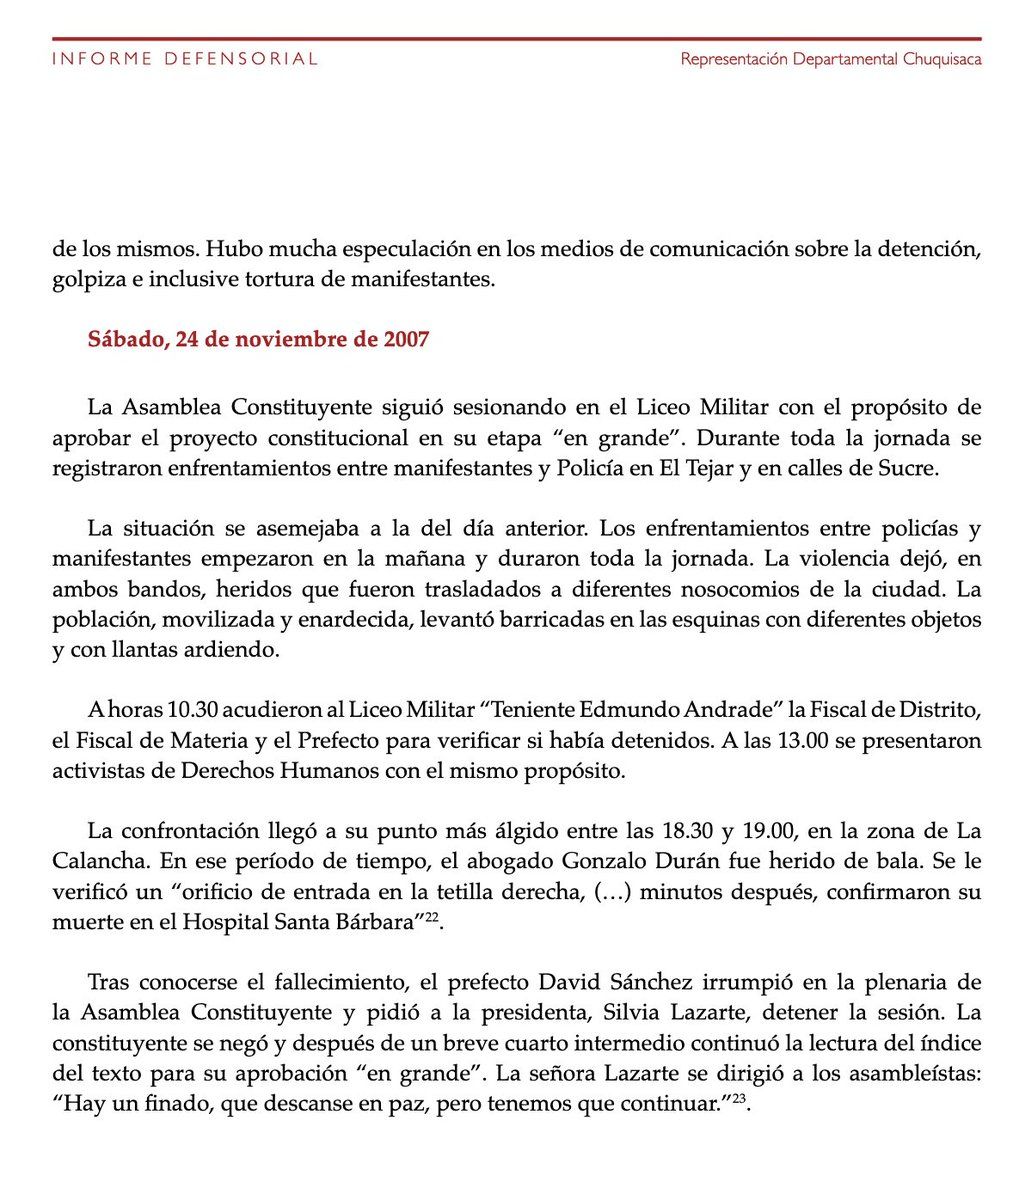 INFORME DEFENSORIAL
Representación Departamental Chuquisaca
de los mismos. Hubo mucha especulación en los medios de comunicación sobre la detención,
golpiza e inclusive tortura de manifestantes.
Sábado, 24 de noviembre de 2007
La Asamblea Constituyente siguió sesionando en el Liceo Militar con el propósito de
aprobar el proyecto constitucional en su etapa “en grande”. Durante toda la jornada se
registraron enfrentamientos entre manifestantes y Policía en El Tejar y en calles de Sucre.
La situación se asemejaba a la del día anterior. Los enfrentamientos entre policías y
manifestantes empezaron en la mañana y duraron toda la jornada. La violencia dejó, en
ambos bandos, heridos que fueron trasladados a diferentes nosocomios de la ciudad. La
población, movilizada y enardecida, levantó barricadas en las esquinas con diferentes objetos
y con llantas ardiendo.
A horas 10.30 acudieron al Liceo Militar “Teniente Edmundo Andrade” la Fiscal de Distrito,
el Fiscal de Materia y el Prefecto para verificar si había detenidos. A las 13.00 se presentaron
activistas de Derechos Humanos con el mismo propósito.
La confrontación llegó a su punto más álgido entre las 18.30 y 19.00, en la zona de La
Calancha. En ese período de tiempo, el abogado Gonzalo Durán fue herido de bala. Se le
verificó un “orificio de entrada en la tetilla derecha, (…) minutos después, confirmaron su
muerte en el Hospital Santa Bárbara”²².
Tras conocerse el fallecimiento, el prefecto David Sánchez irrumpió en la plenaria de
la Asamblea Constituyente y pidió a la presidenta, Silvia Lazarte, detener la sesión. La
constituyente se negó y después de un breve cuarto intermedio continuó la lectura del índice
del texto para su aprobación “en grande”. La señora Lazarte se dirigió a los asambleístas:
“Hay un finado, que descanse en paz, pero tenemos que continuar.”²³.